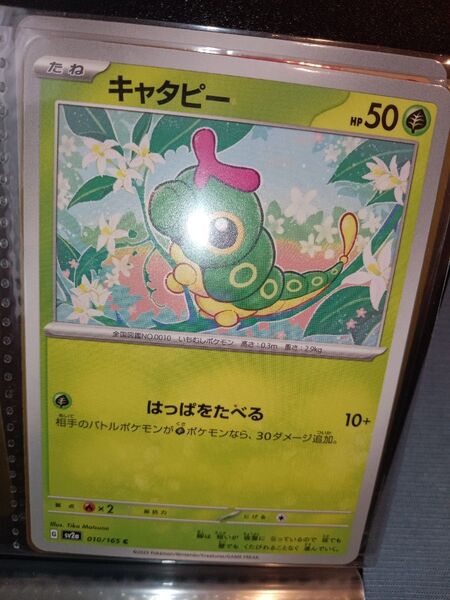 たね
キャタピー
HP 50
全国図鑑NO.0010 いもむしポケモン 高さ：0.3m 重さ：2.9kg
はっぱをたべる 10+
相手のバトルポケモンがポケモンなら、30ダメージ追加。
弱点 ×2 抵抗力 にげる
Illus. Tika Matsuno
G sv2a 010/165 C
©2023 Pokémon/Nintendo/Creatures/GAME FREAK